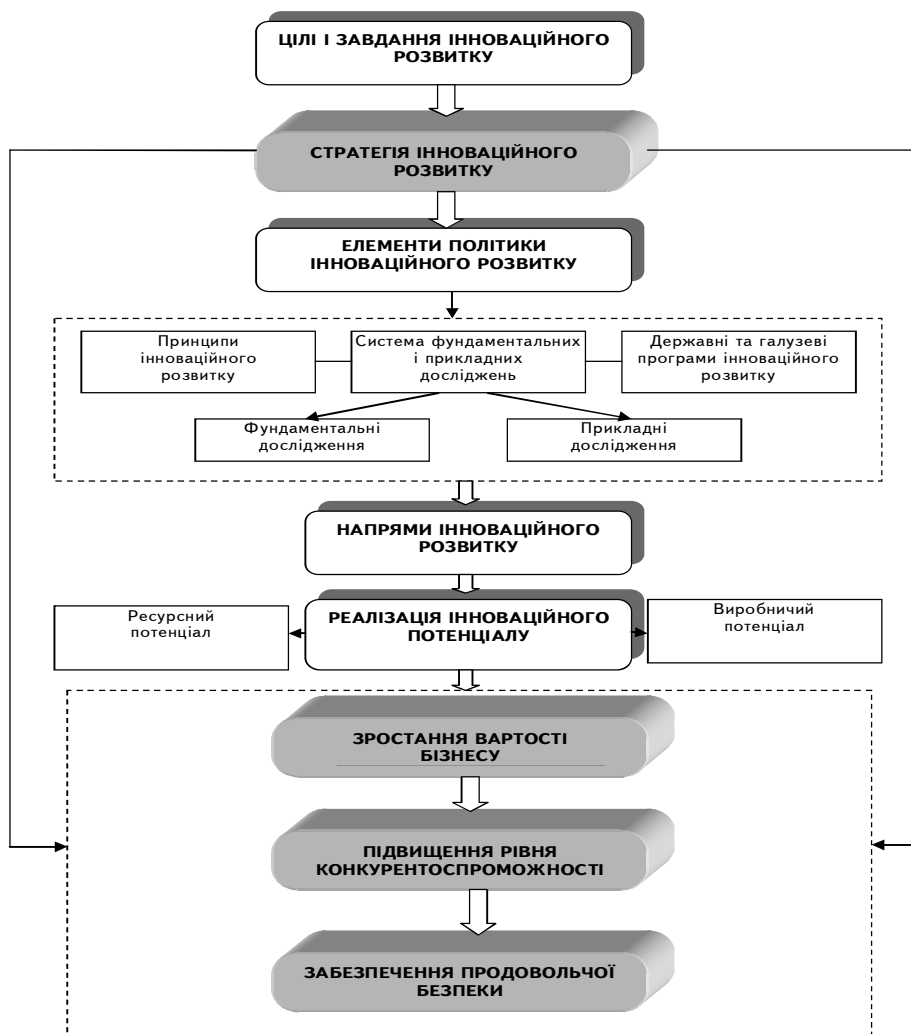 ЦІЛІ І ЗАВДАННЯ ІННОВАЦІЙНОГО
РОЗВИТКУ
СТРАТЕГІЯ ІННОВАЦІЙНОГО
РОЗВИТКУ
ЕЛЕМЕНТИ ПОЛІТИКИ
ІННОВАЦІЙНОГО РОЗВИТКУ
Принципи
інноваційного
розвитку
Система фундаментальних
і прикладних
досліджень
Державні та галузеві
програми інноваційного
розвитку
Фундаментальні
дослідження
Прикладні
дослідження
НАПРЯМИ ІННОВАЦІЙНОГО
РОЗВИТКУ
Ресурсний
потенціал
РЕАЛІЗАЦІЯ ІННОВАЦІЙНОГО
ПОТЕНЦІАЛУ
Виробничий
потенціал
ЗРОСТАННЯ ВАРТОСТІ
БІЗНЕСУ
ПІДВИЩЕННЯ РІВНЯ
КОНКУРЕНТОСПРОМОЖНОСТІ
ЗАБЕЗПЕЧЕННЯ ПРОДОВОЛЬЧОЇ
БЕЗПЕКИ